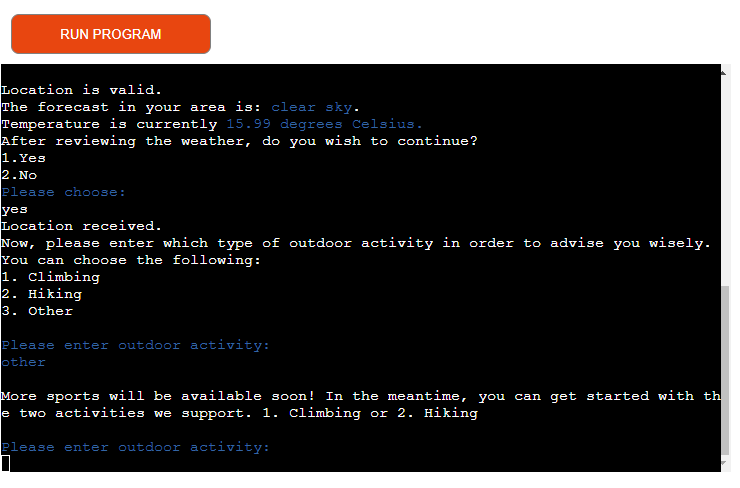 RUN PROGRAM
Location is valid.
The forecast in your area is: clear sky.
Temperature is currently 15.99 degrees Celsius.
After reviewing the weather, do you wish to continue?
1.Yes
2.No
Please choose:
yes
Location received.
Now, please enter which type of outdoor activity in order to advise you wisely.
You can choose the following:
1. Climbing
2. Hiking
3. Other
Please enter outdoor activity:
other
More sports will be available soon! In the meantime, you can get started with th
e two activities we support. 1. Climbing or 2. Hiking
Please enter outdoor activity: